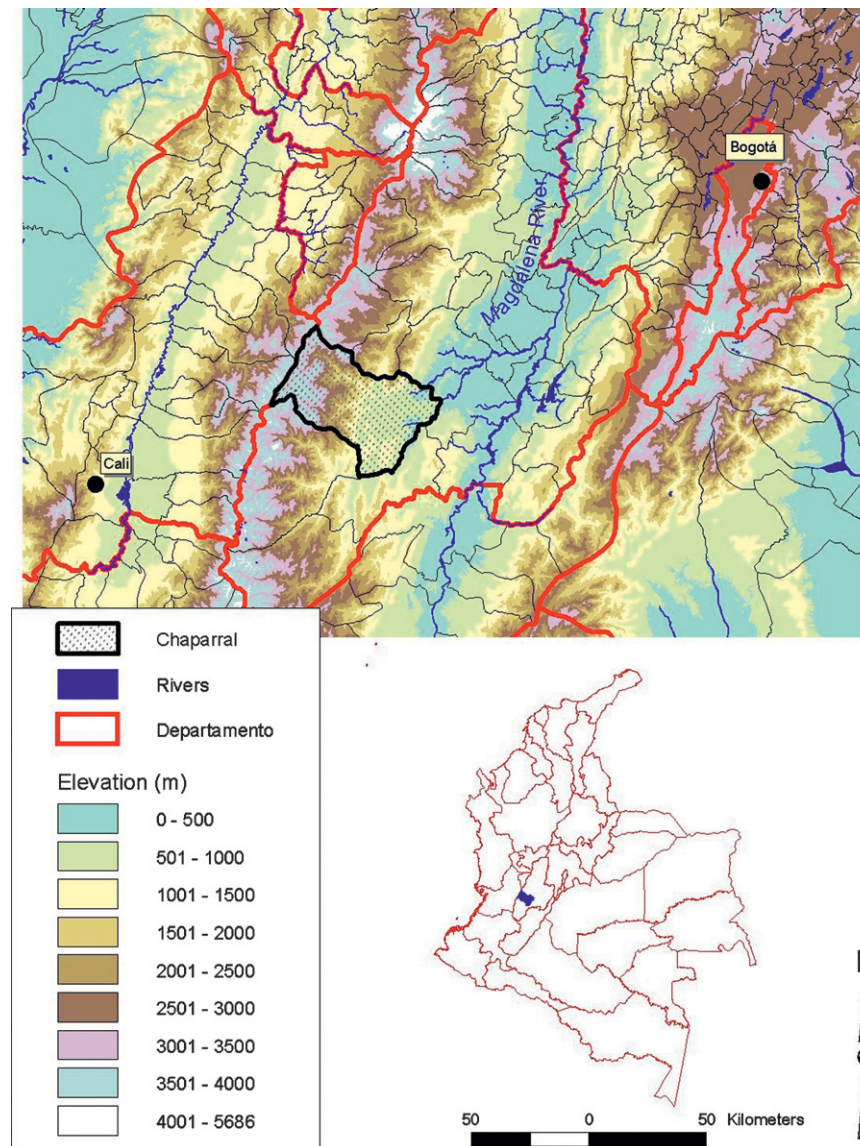 Bogotá
Magdalena River
Cali
Chaparral
Rivers
Departamento
Elevation (m)
0 - 500
501 - 1000
1001 - 1500
1501 - 2000
2001 - 2500
2501 - 3000
3001 - 3500
3501 - 4000
4001 - 5686
50 0 50 Kilometers